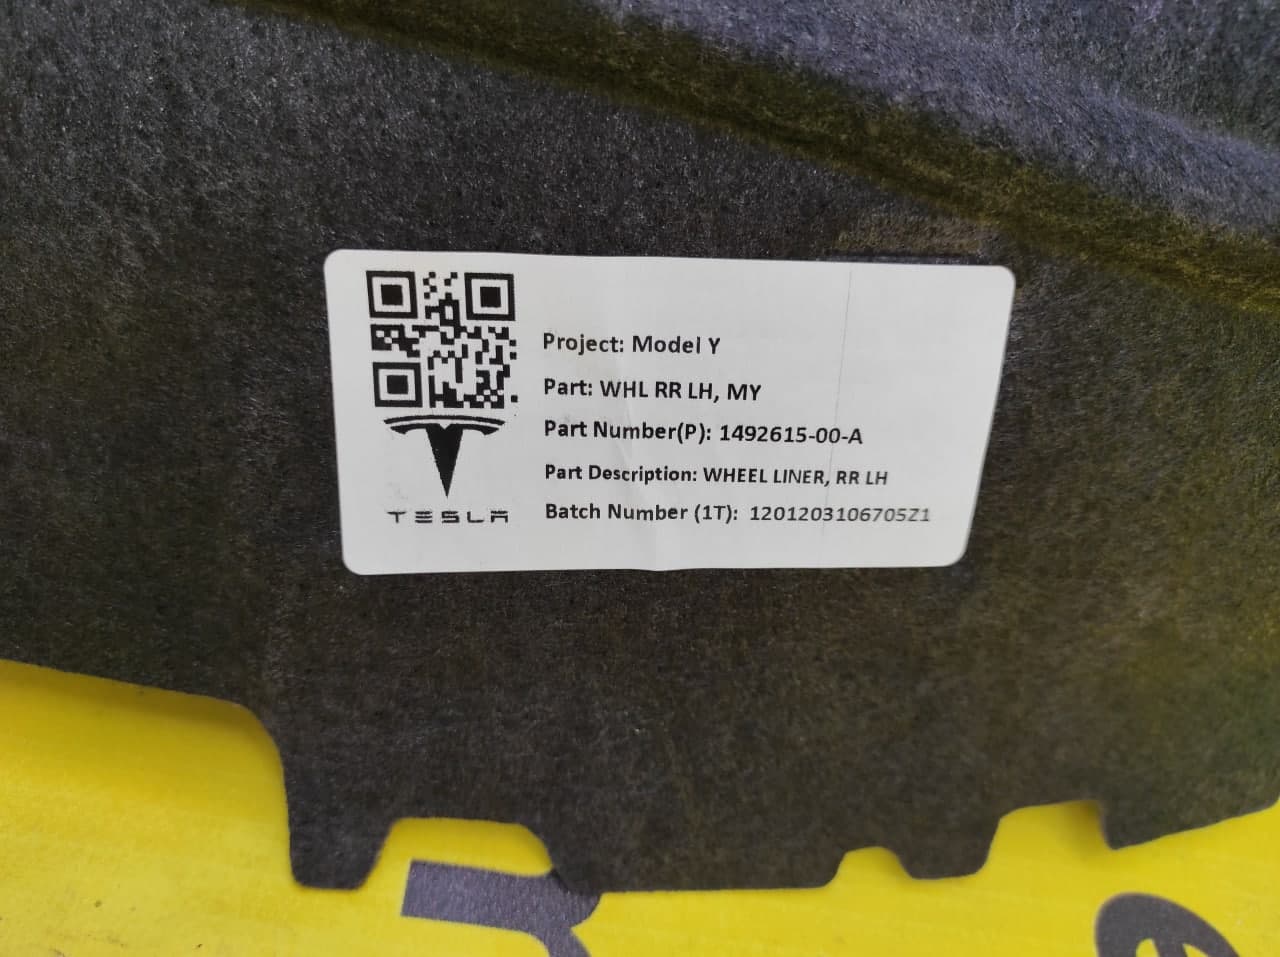 Project: Model Y
Part: WHL RR LH, MY
Part Number(P): 1492615-00-A
Part Description: WHEEL LINER, RR LH
Batch Number (1T): 1201203106705Z1
TESLA